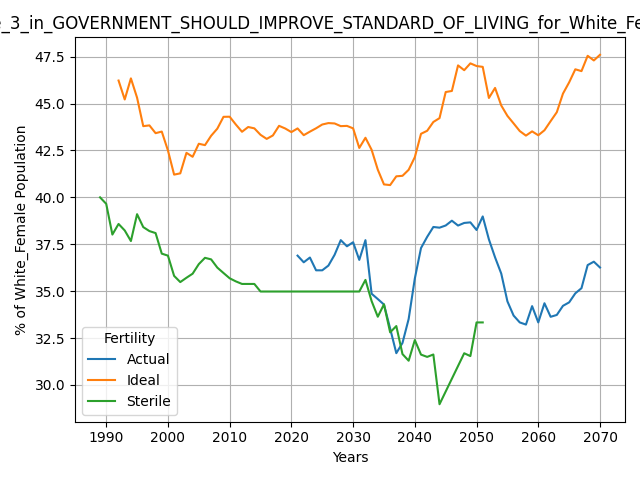 e_3_in_GOVERNMENT_SHOULD_IMPROVE_STANDARD_OF_LIVING_for_White_Fe
47.5
45.0
42.5
40.0
37.5
35.0
32.5
30.0
% of White_Female Population
Fertility
Actual
Ideal
Sterile
1990 2000 2010 2020 2030 2040 2050 2060 2070
Years